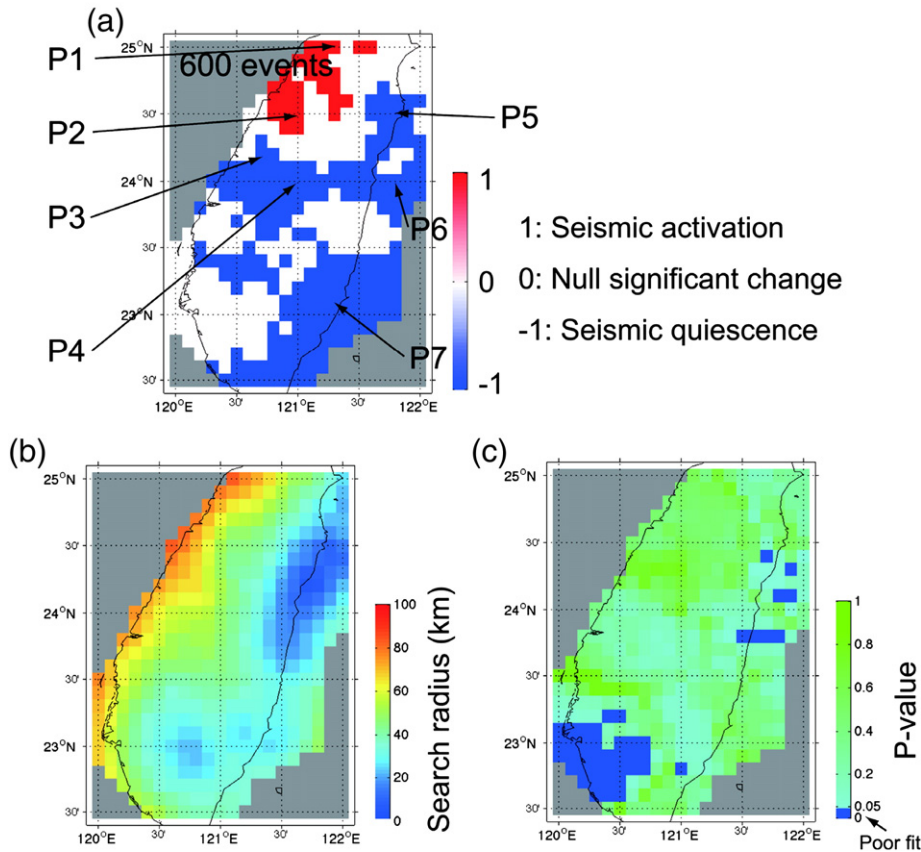 (a)
P1
P2
P3
P4
P5
P6
P7
600 events
25°N
30'
24°N
30'
23°N
30'
120°E
30'
121°E
30'
122°E
1
0
-1
1: Seismic activation
0: Null significant change
-1: Seismic quiescence
(b)
25°N
30'
24°N
30'
23°N
30'
120°E
30'
121°E
30'
122°E
100
80
60
40
20
0
Search radius (km)
(c)
25°N
30'
24°N
30'
23°N
30'
120°E
30'
121°E
30'
122°E
1
0.8
0.6
0.4
0.2
0.05
0
P-value
Poor fit